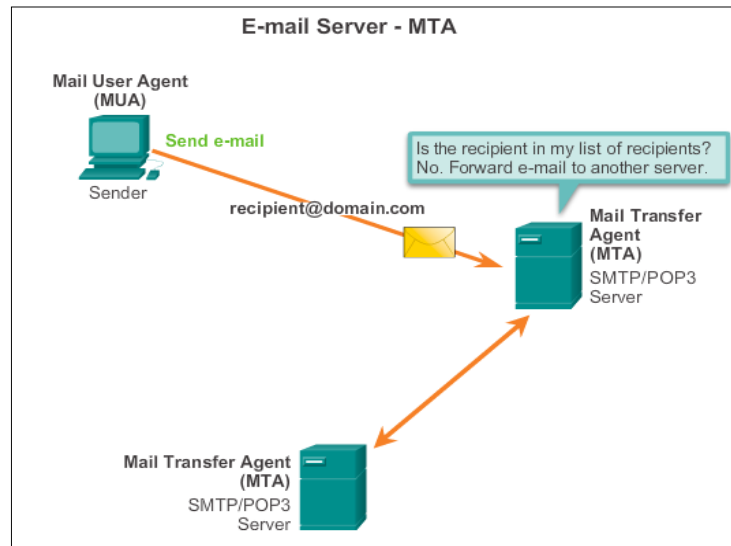 E-mail Server - MTA
Mail User Agent
(MUA)
Send e-mail
Sender
Is the recipient in my list of recipients?
No. Forward e-mail to another server.
recipient@domain.com
Mail Transfer
Agent
(MTA)
SMTP/POP3
Server
Mail Transfer Agent
(MTA)
SMTP/POP3
Server